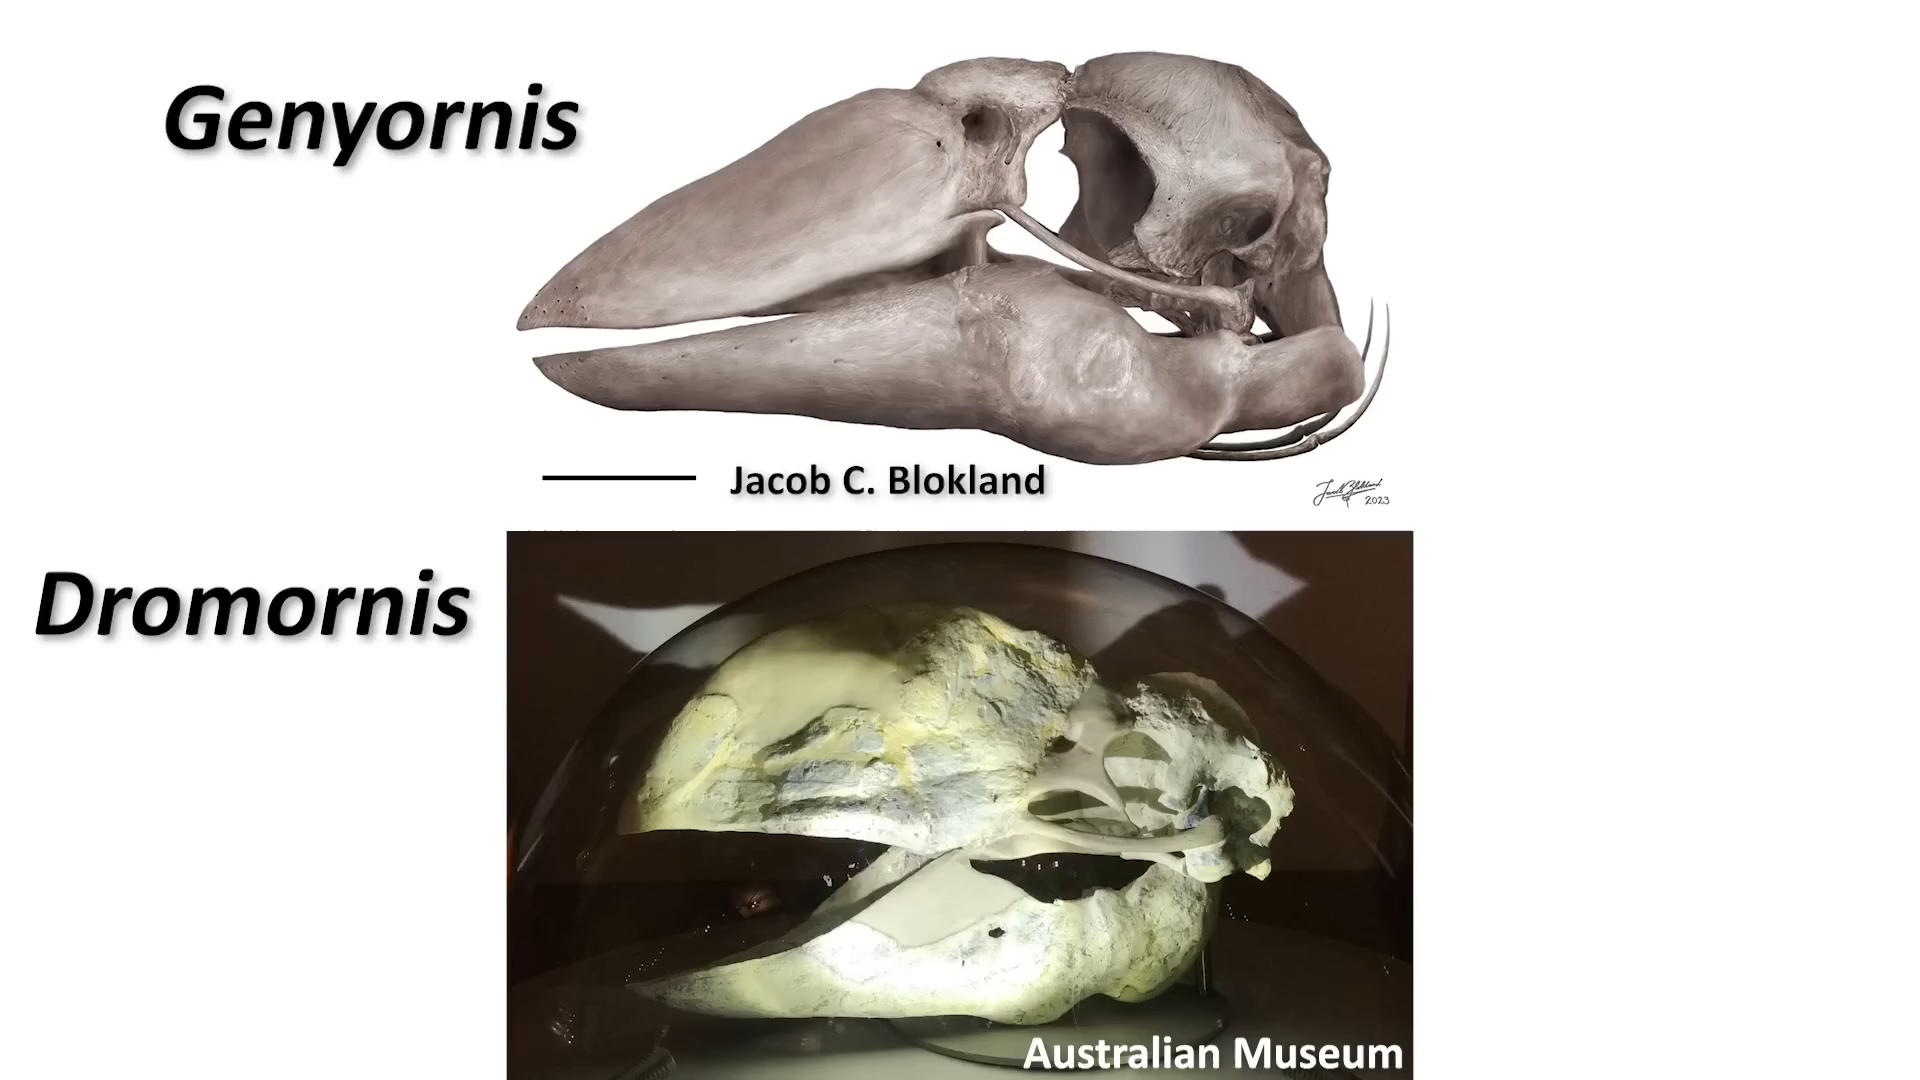 Genyornis
Jacob C. Blokland
2023
Dromornis
Australian Museum